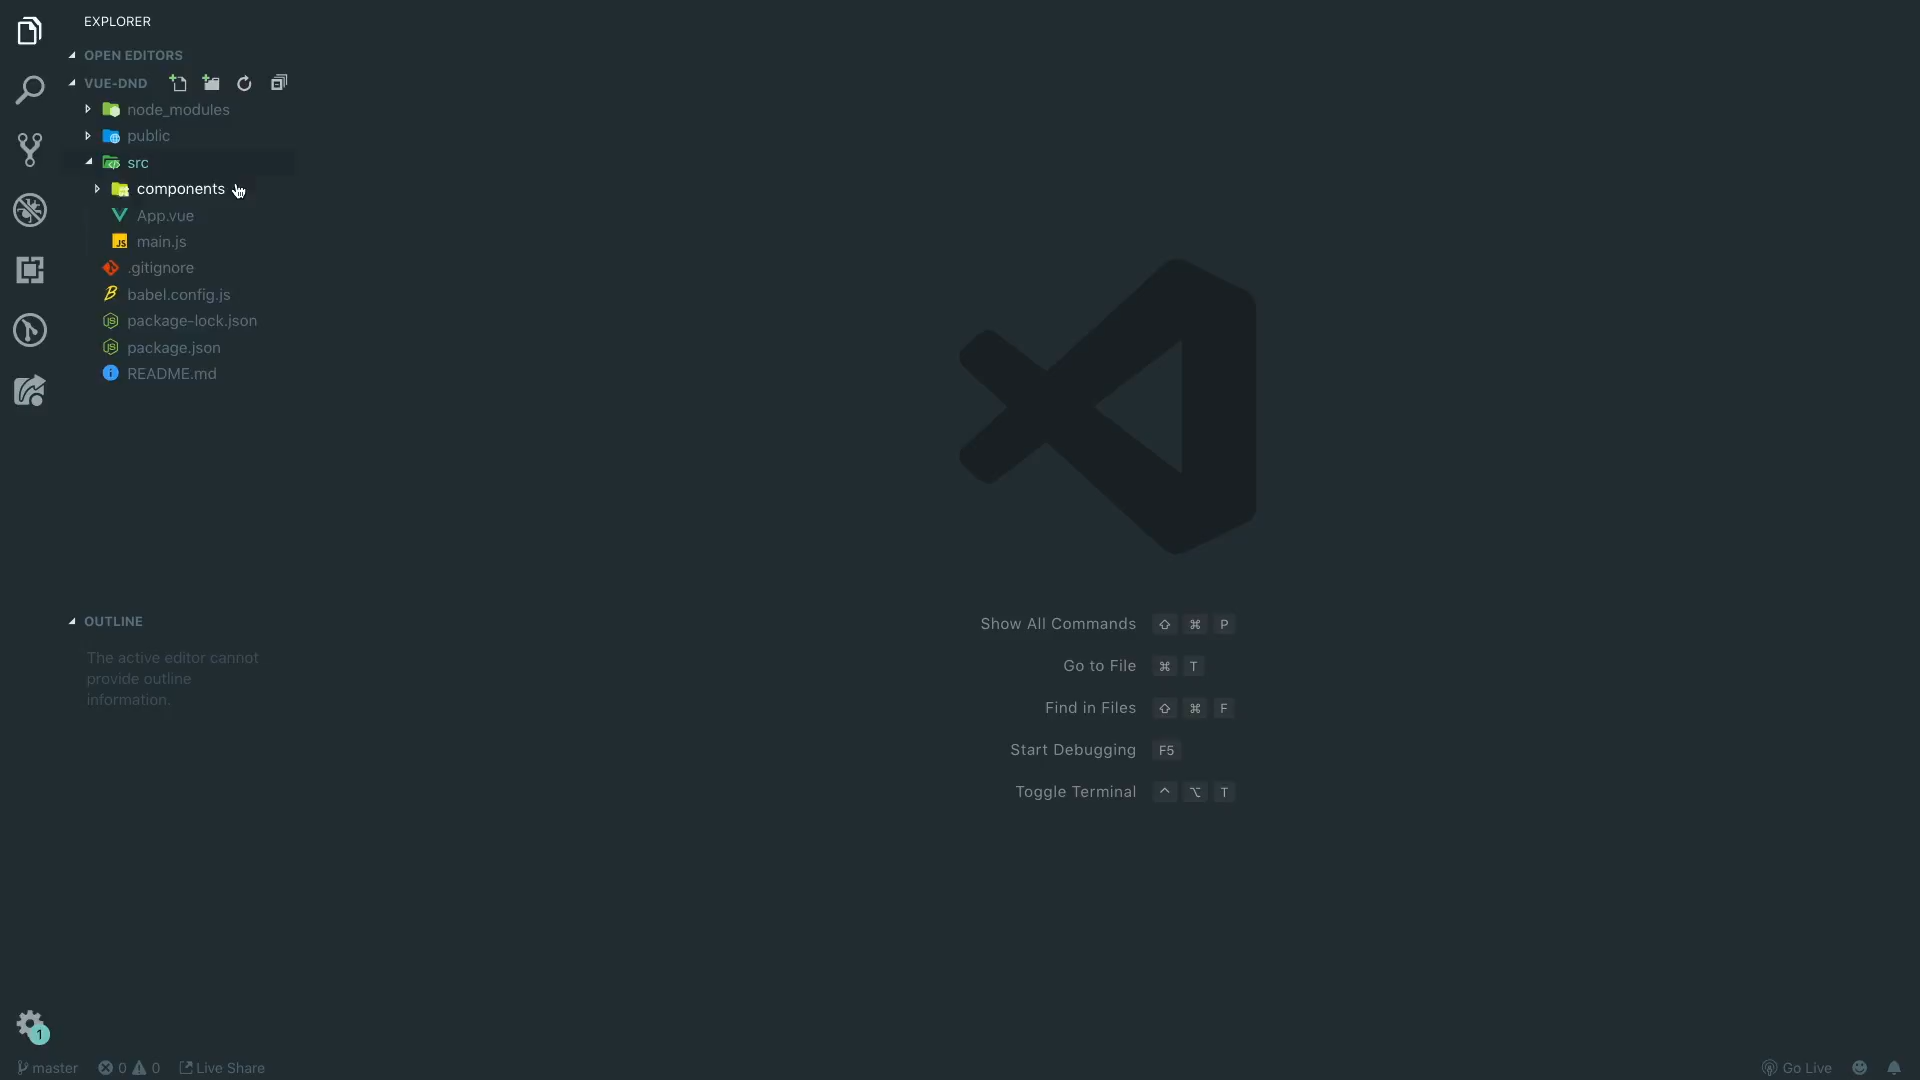 EXPLORER
OPEN EDITORS
VUE-DND
node_modules
public
src
components
App.vue
main.js
.gitignore
babel.config.js
package-lock.json
package.json
README.md
OUTLINE
The active editor cannot
provide outline
information.
Show All Commands ⇧ ⌘ P
Go to File ⌘ T
Find in Files ⇧ ⌘ F
Start Debugging F5
Toggle Terminal ^ ⌥ T
1
master 0 0 Live Share Go Live